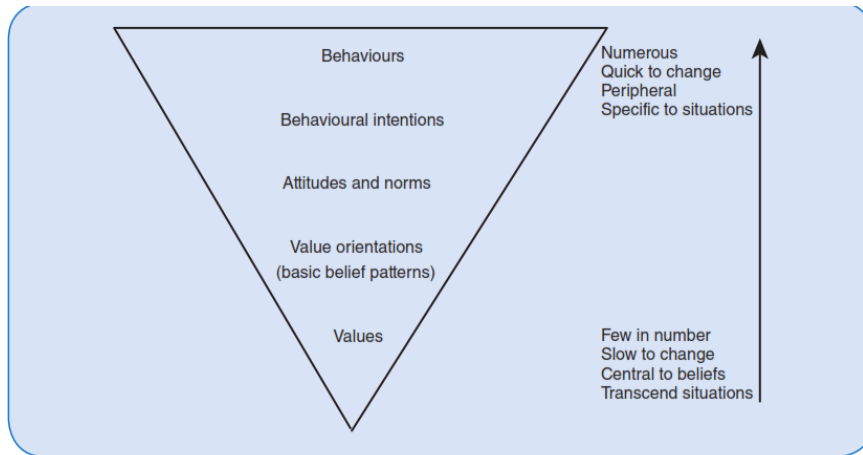 Behaviours
Behavioural intentions
Attitudes and norms
Value orientations
(basic belief patterns)
Values
Numerous
Quick to change
Peripheral
Specific to situations
Few in number
Slow to change
Central to beliefs
Transcend situations